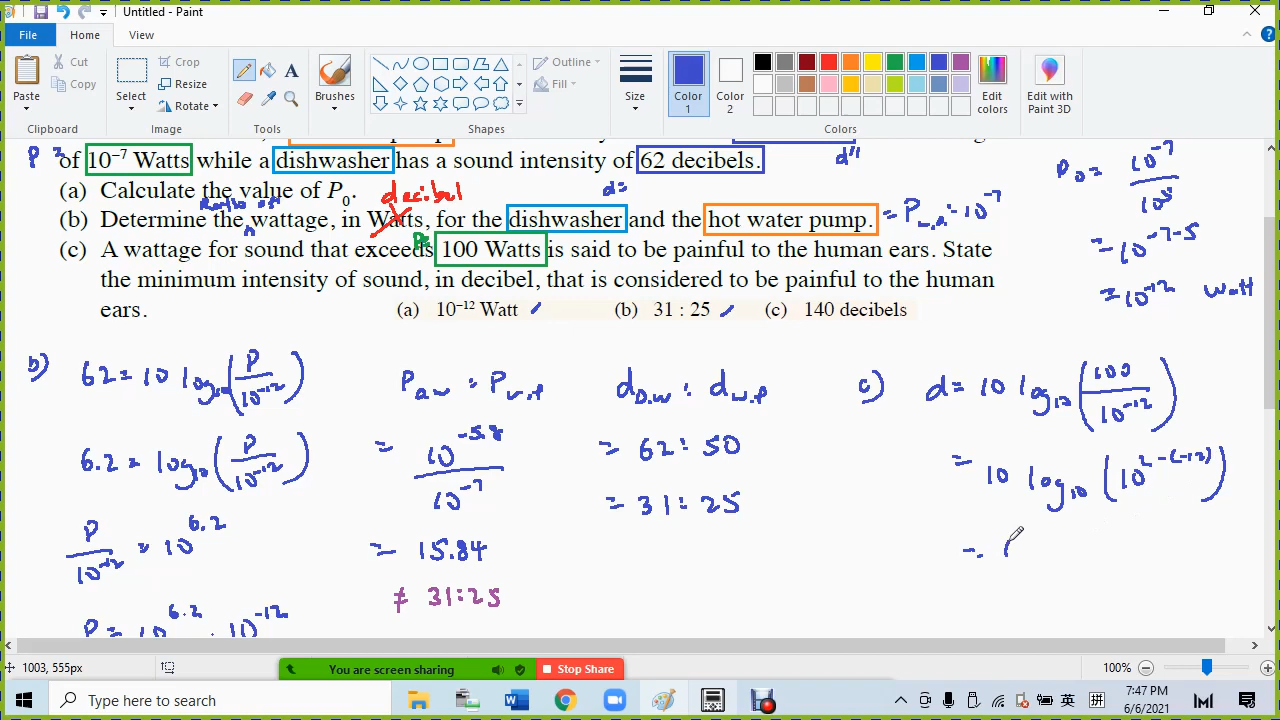 Untitled - Paint
File
Home
View
Paste
Cut
Copy
Clipboard
Select
Crop
Resize
Rotate
Image
Tools
Brushes
Shapes
Outline
Fill
Size
Color 1
Color 2
Edit colors
Edit with Paint 3D
Colors
P = of 10⁻⁷ Watts while a dishwasher has a sound intensity of 62 decibels.
(a) Calculate the value of P₀.
decibel
d=
(b) Determine the wattage, in Watts, for the dishwasher and the hot water pump.
(c) A wattage for sound that exceeds 100 Watts is said to be painful to the human ears. State
the minimum intensity of sound, in decibel, that is considered to be painful to the human
ears.
(a) 10⁻¹² Watt
(b) 31 : 25
(c) 140 decibels
P₀ = 10⁻⁷ / 10⁵
= 10⁻⁷⁻⁵
= 10⁻¹² Watt
b) 62 = 10 log₁₀(P / 10⁻¹²)
6.2 = log₁₀(P / 10⁻¹²)
P / 10⁻¹² = 10^6.2
P = 10^6.2 . 10⁻¹²
= 10^-5.8 / 10⁻⁷
= 15.84
≠ 31:25
d D.W : d W.P
= 62 : 50
= 31 : 25
c) d = 10 log₁₀(100 / 10⁻¹²)
= 10 log₁₀(10^2-(-12))
=
You are screen sharing
Stop Share
1003, 555px
100%
Type here to search
英
拼
7:47 PM
6/6/2021